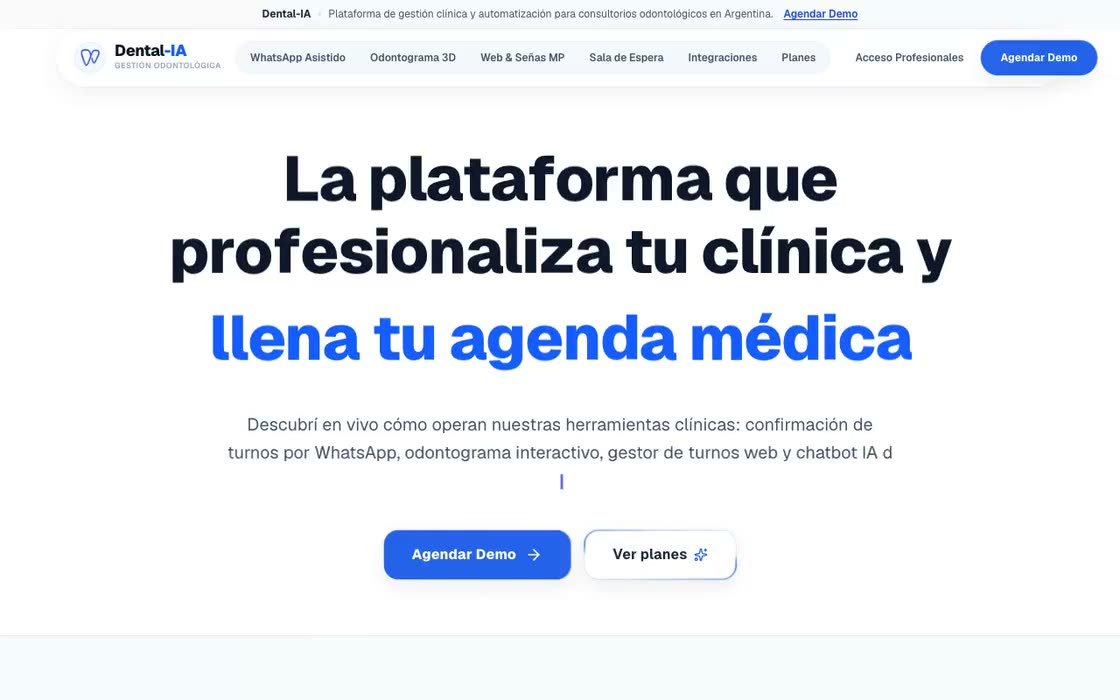 Dental-IA · Plataforma de gestión clínica y automatización para consultorios odontológicos en Argentina. Agendar Demo
Dental-IA
GESTIÓN ODONTOLÓGICA
WhatsApp Asistido
Odontograma 3D
Web & Señas MP
Sala de Espera
Integraciones
Planes
Acceso Profesionales
Agendar Demo
La plataforma que
profesionaliza tu clínica y
llena tu agenda médica
Descubrí en vivo cómo operan nuestras herramientas clínicas: confirmación de
turnos por WhatsApp, odontograma interactivo, gestor de turnos web y chatbot IA d
Agendar Demo
Ver planes